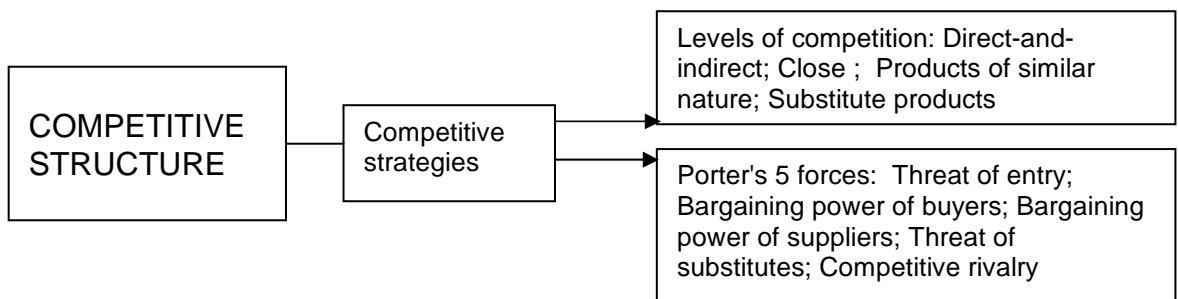 COMPETITIVE
STRUCTURE
Competitive
strategies
Levels of competition: Direct-and-
indirect; Close ;  Products of similar
nature; Substitute products
Porter's 5 forces:  Threat of entry;
Bargaining power of buyers; Bargaining
power of suppliers; Threat of
substitutes; Competitive rivalry